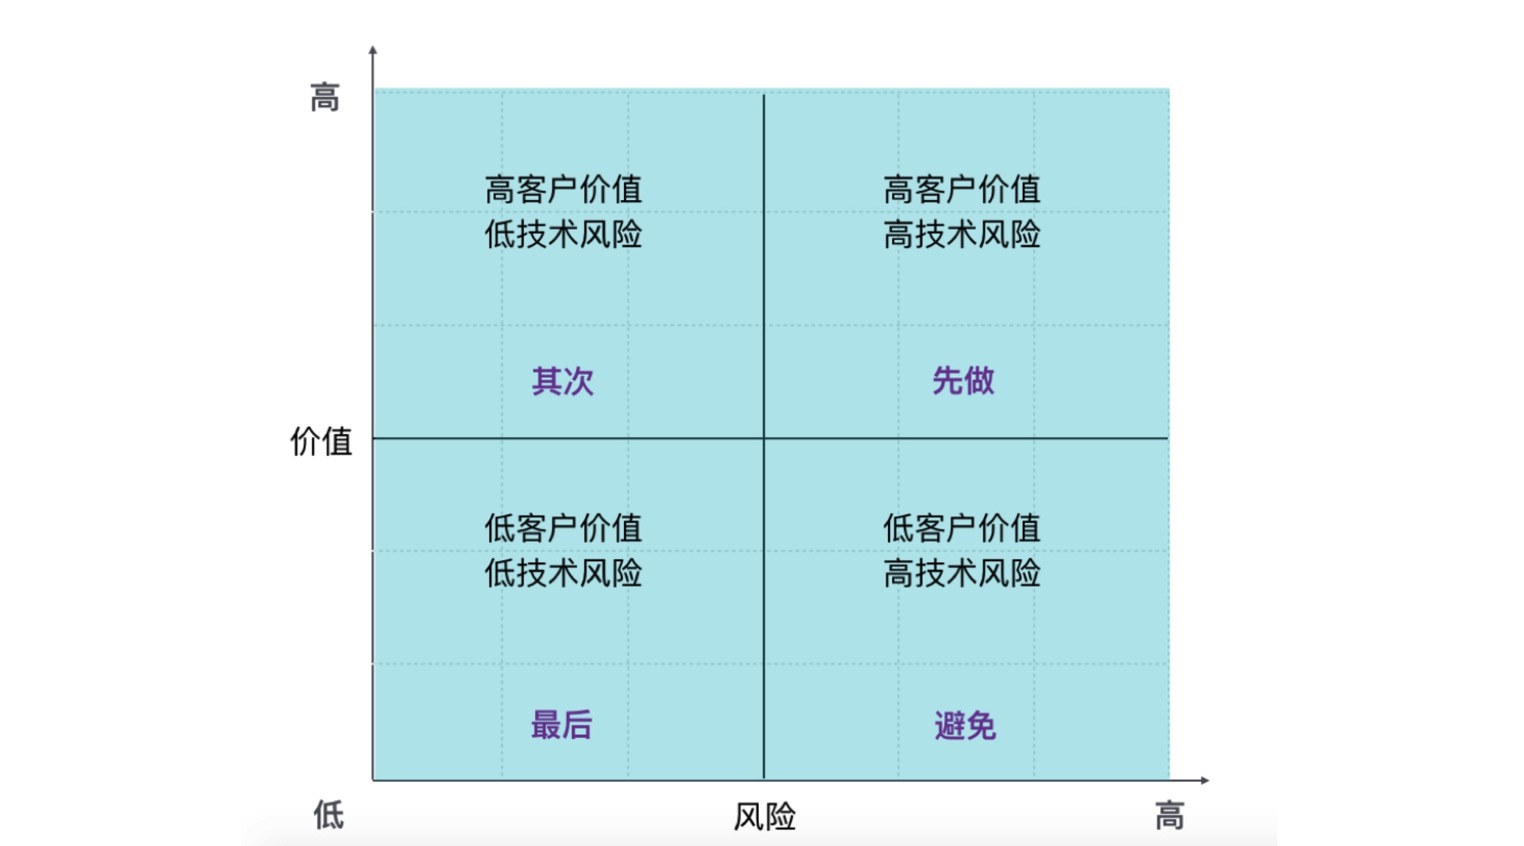 高
高客户价值
低技术风险
高客户价值
高技术风险
其次
先做
价值
低客户价值
低技术风险
低客户价值
高技术风险
最后
避免
低
风险
高